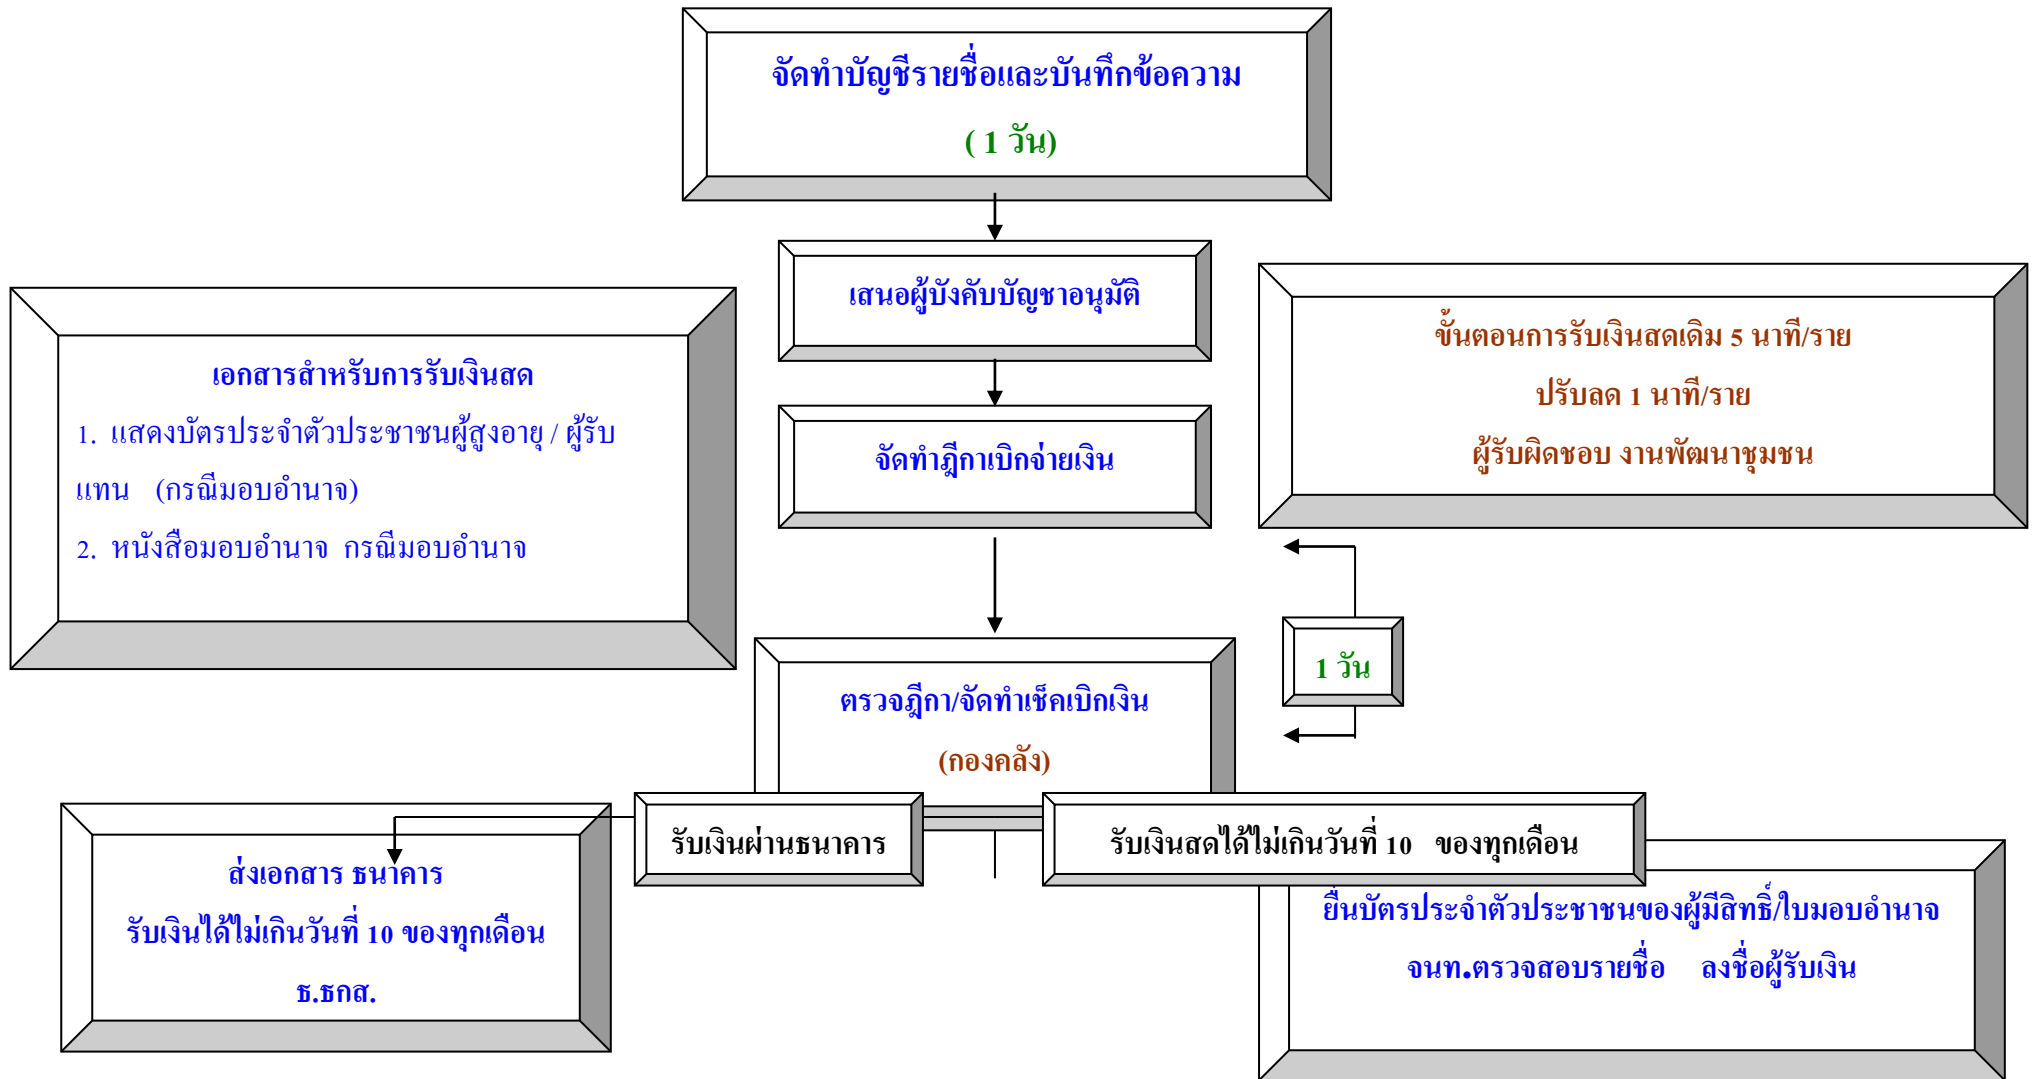 จัดทำบัญชีรายชื่อและบันทึกข้อความ
( 1 วัน)
เสนอผู้บังคับบัญชาอนุมัติ
เอกสารสำหรับการรับเงินสด
1. แสดงบัตรประจำตัวประชาชนผู้สูงอายุ / ผู้รับ
แทน (กรณีมอบอำนาจ)
2. หนังสือมอบอำนาจ กรณีมอบอำนาจ
จัดทำฎีกาเบิกจ่ายเงิน
ขั้นตอนการรับเงินสดเดิม 5 นาที/ราย
ปรับลด 1 นาที/ราย
ผู้รับผิดชอบ งานพัฒนาชุมชน
1 วัน
ตรวจฎีกา/จัดทำเช็คเบิกเงิน
(กองคลัง)
รับเงินผ่านธนาคาร
รับเงินสดได้ไม่เกินวันที่ 10 ของทุกเดือน
ส่งเอกสาร ธนาคาร
รับเงินได้ไม่เกินวันที่ 10 ของทุกเดือน
ธ.ธกส.
ยื่นบัตรประจำตัวประชาชนของผู้มีสิทธิ์/ใบมอบอำนาจ
จนท.ตรวจสอบรายชื่อ ลงชื่อผู้รับเงิน